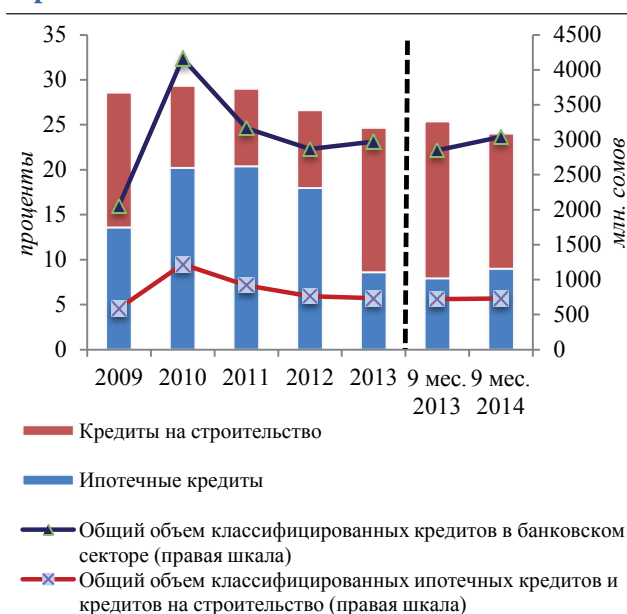 35
30
25
20
15
10
5
0
проценты
4500
4000
3500
3000
2500
2000
1500
1000
500
0
млн. сомов
2009 2010 2011 2012 2013 9 мес. 9 мес.
2013 2014
Кредиты на строительство
Ипотечные кредиты
Общий объем классифицированных кредитов в банковском
секторе (правая шкала)
Общий объем классифицированных ипотечных кредитов и
кредитов на строительство (правая шкала)